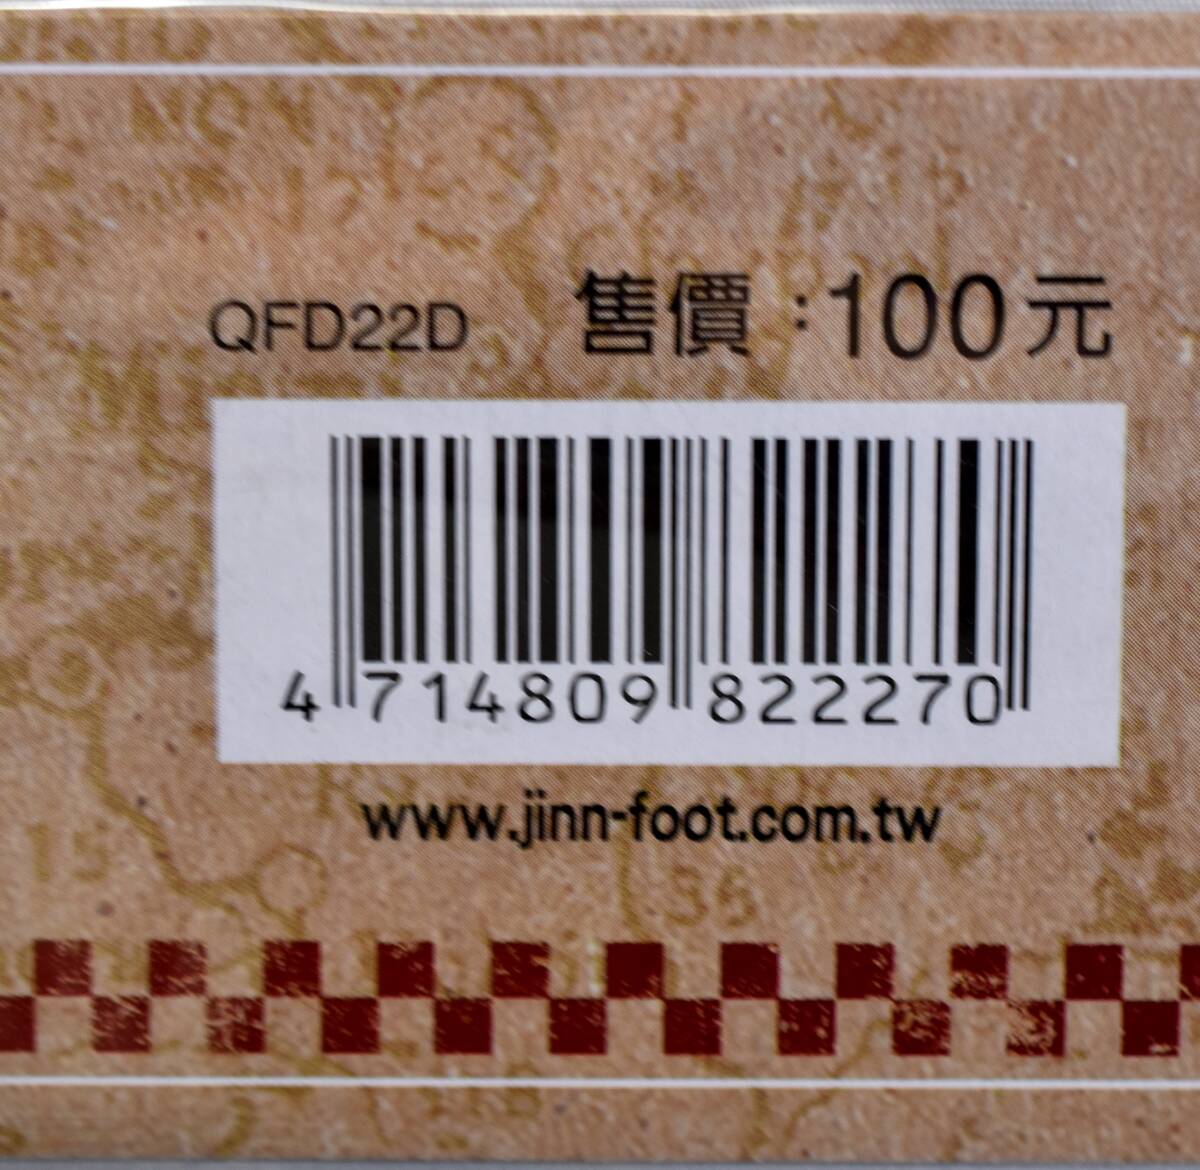 QFD22D 售價:100元
4 714809 822270
www.jinn-foot.com.tw